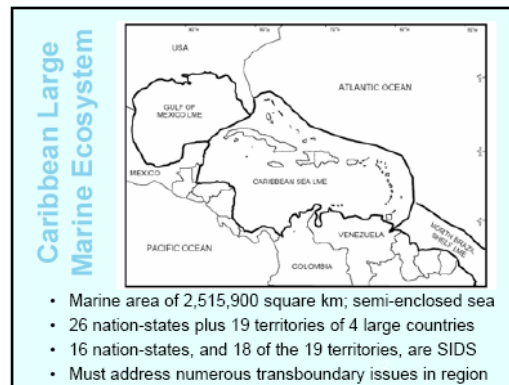 Caribbean Large
Marine Ecosystem
USA
ATLANTIC OCEAN
GULF OF
MEXICO LME
MEXICO
CARIBBEAN SEA LME
PACIFIC OCEAN
VENEZUELA
COLOMBIA
NORTH BRAZIL
SHELF LME
• Marine area of 2,515,900 square km; semi-enclosed sea
• 26 nation-states plus 19 territories of 4 large countries
• 16 nation-states, and 18 of the 19 territories, are SIDS
• Must address numerous transboundary issues in region